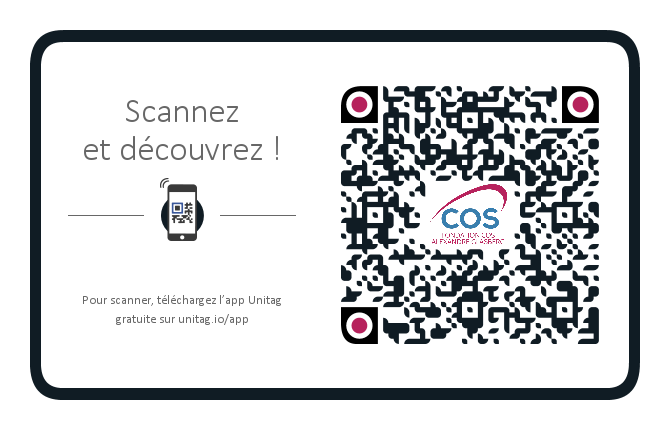 Scannez
et découvrez !
Pour scanner, téléchargez l'app Unitag
gratuite sur unitag.io/app
COS
FONDATION COS
ALEXANDRE GLASBERG